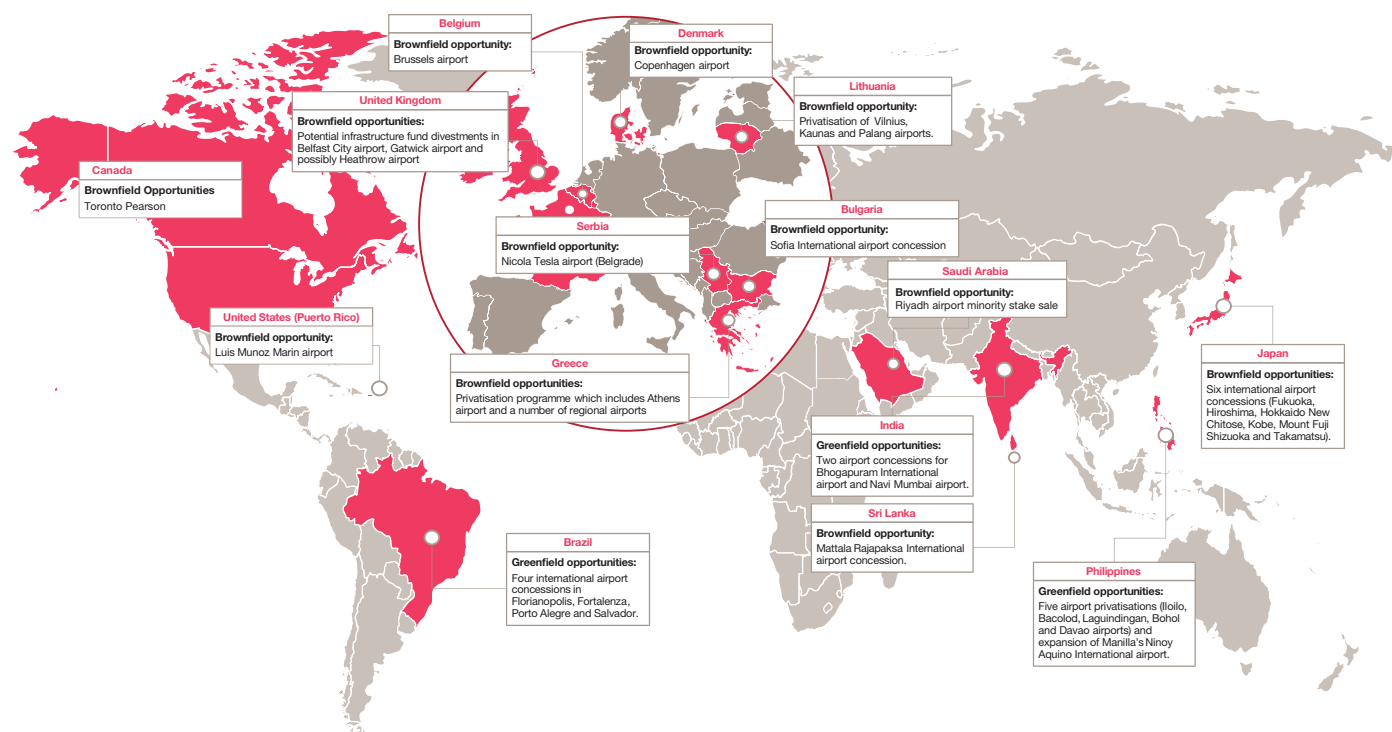 Belgium
Brownfield opportunity:
Brussels airport
Denmark
Brownfield opportunity:
Copenhagen airport
United Kingdom
Brownfield opportunities:
Potential infrastructure fund divestments in
Belfast City airport, Gatwick airport and
possibly Heathrow airport
Lithuania
Brownfield opportunity:
Privatisation of Vilnius,
Kaunas and Palang airports.
Canada
Brownfield Opportunities
Toronto Pearson
Serbia
Brownfield opportunity:
Nicola Tesla airport (Belgrade)
Bulgaria
Brownfield opportunity:
Sofia International airport concession
Saudi Arabia
Brownfield opportunity:
Riyadh airport minority stake sale
United States (Puerto Rico)
Brownfield opportunity:
Luis Munoz Marin airport
Greece
Brownfield opportunities:
Privatisation programme which includes Athens
airport and a number of regional airports
Japan
Brownfield opportunities:
Six international airport
concessions (Fukuoka,
Hiroshima, Hokkaido New
Chitose, Kobe, Mount Fuji
Shizuoka and Takamatsu).
India
Greenfield opportunities:
Two airport concessions for
Bhogapuram International
airport and Navi Mumbai airport.
Sri Lanka
Brownfield opportunity:
Mattala Rajapaksa International
airport concession.
Brazil
Greenfield opportunities:
Four international airport
concessions in
Florianopolis, Fortalenza,
Porto Alegre and Salvador.
Philippines
Greenfield opportunities:
Five airport privatisations (Iloilo,
Bacolod, Laguindingan, Bohol
and Davao airports) and
expansion of Manilla's Ninoy
Aquino International airport.